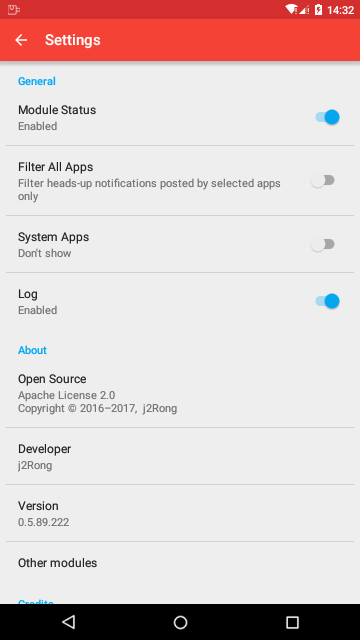 14:32
Settings
General
Module Status
Enabled
Filter All Apps
Filter heads-up notifications posted by selected apps
only
System Apps
Don't show
Log
Enabled
About
Open Source
Apache License 2.0
Copyright © 2016–2017, j2Rong
Developer
j2Rong
Version
0.5.89.222
Other modules
Credits